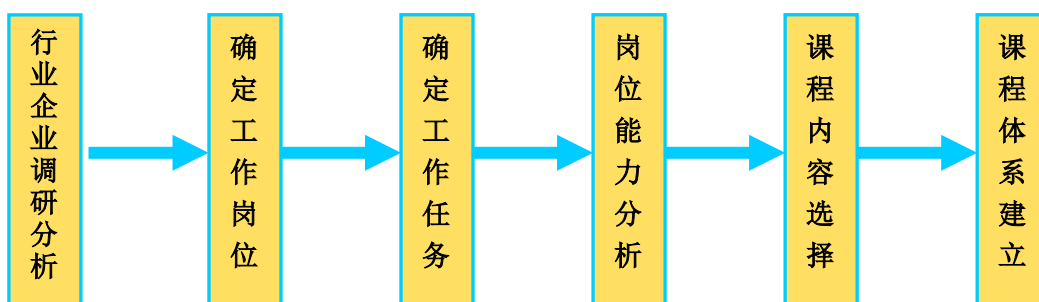 行业企业调研分析
确定工作岗位
确定工作任务
岗位能力分析
课程内容选择
课程体系建立